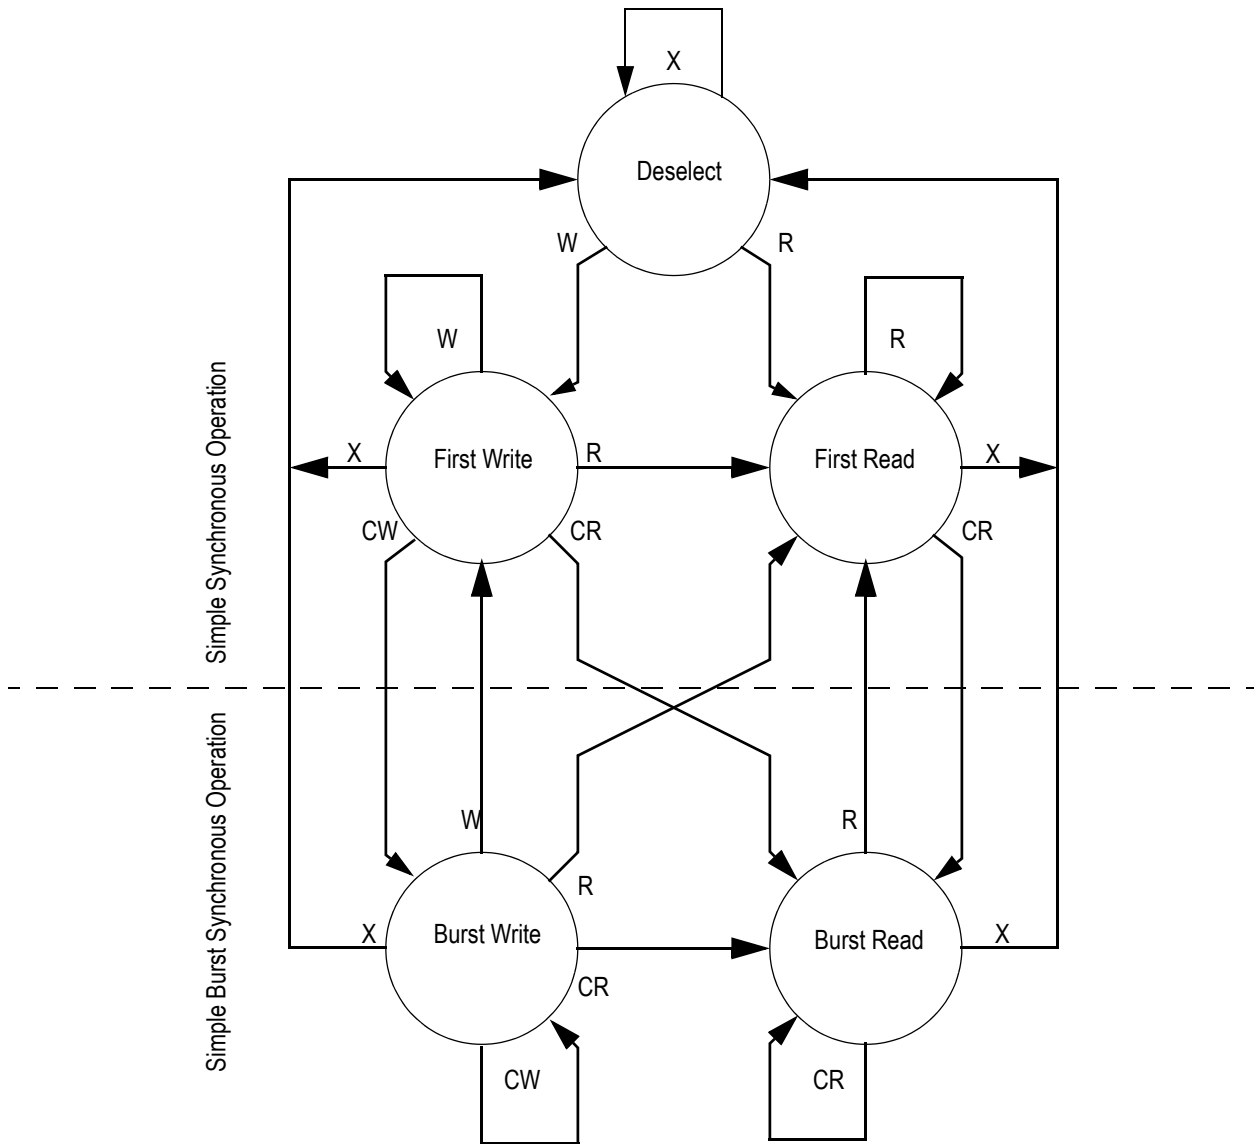 X
Deselect
W
R
W
R
Simple Synchronous Operation
X
First Write
R
First Read
X
CW
CR
CR
Simple Burst Synchronous Operation
W
R
R
X
Burst Write
Burst Read
X
CR
CW
CR